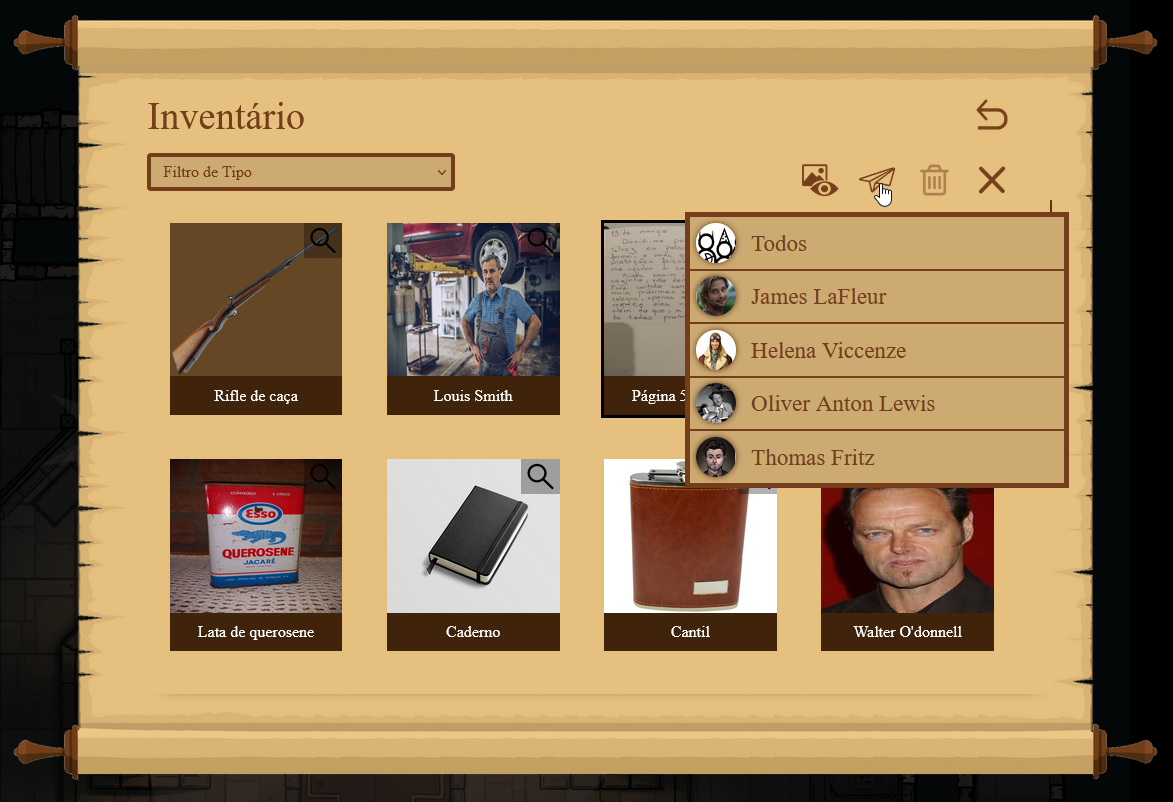 Inventário
Filtro de Tipo
Todos
James LaFleur
Helena Viccenze
Oliver Anton Lewis
Thomas Fritz
Rifle de caça
Louis Smith
Página 5
Esso
QUEROSENE
JACARÉ
Lata de querosene
Caderno
Cantil
Walter O'donnell